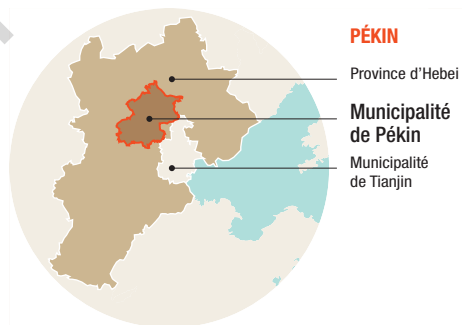 PÉKIN
Province d'Hebei
Municipalité
de Pékin
Municipalité
de Tianjin